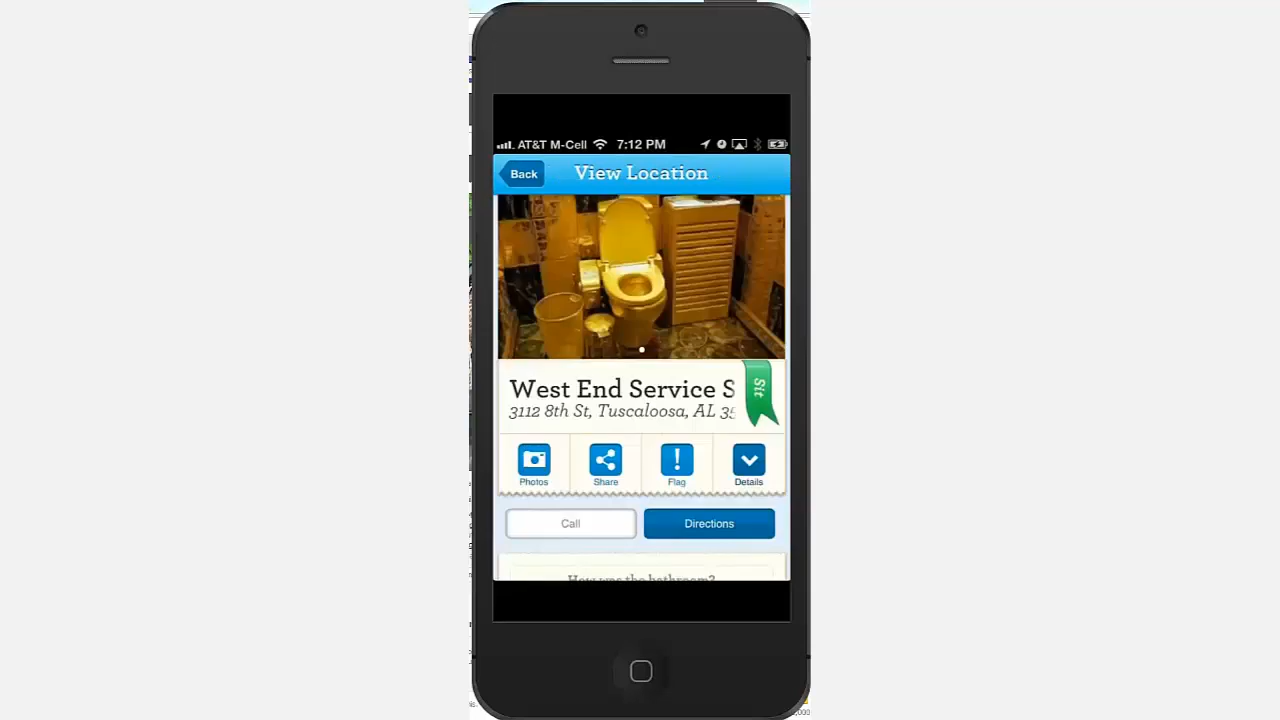 AT&T M-Cell 7:12 PM
Back View Location
West End Service S
Sit
3112 8th St, Tuscaloosa, AL 35
Photos Share Flag Details
Call Directions
How was the bathroom?